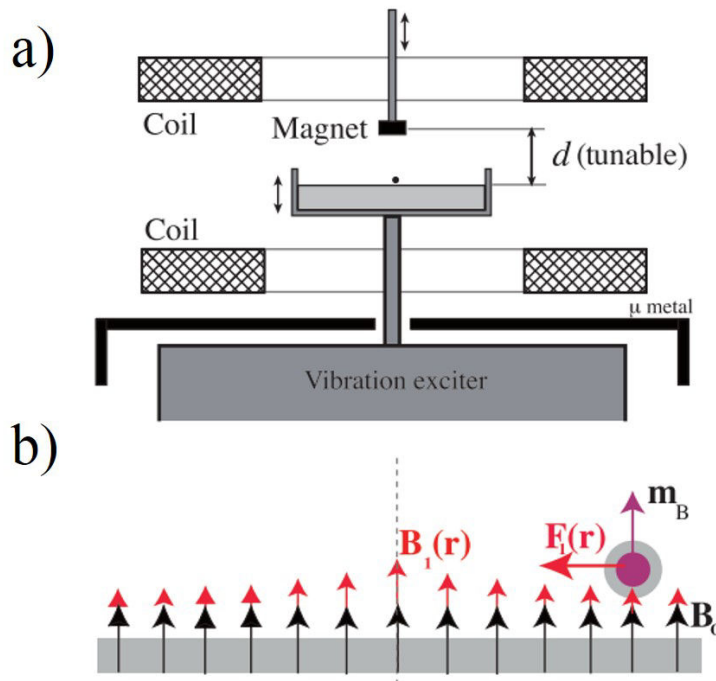 a)
Coil
Magnet
d (tunable)
Coil
μ metal
Vibration exciter
b)
m_B
B_1(r)
F_1(r)
B_0